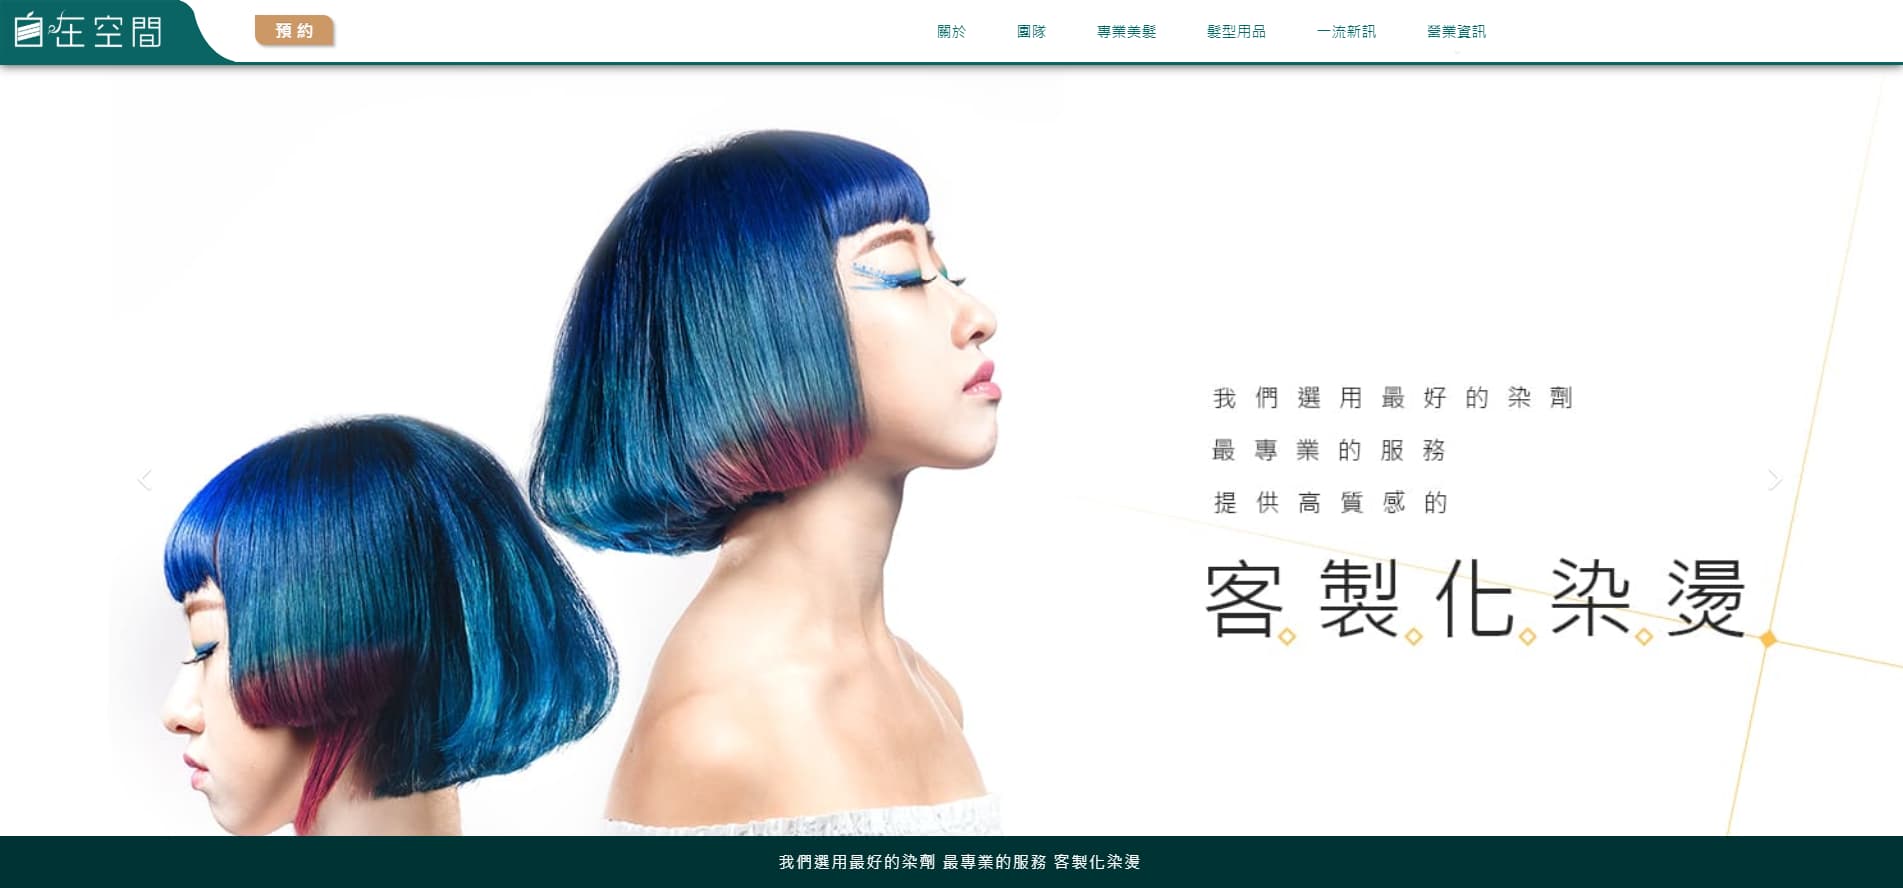 自在空間
預約
關於
團隊
專業美髮
髮型用品
一流新訊
營業資訊
我們選用最好的染劑
最專業的服務
提供高質感的
客製化染燙
我們選用最好的染劑 最專業的服務 客製化染燙